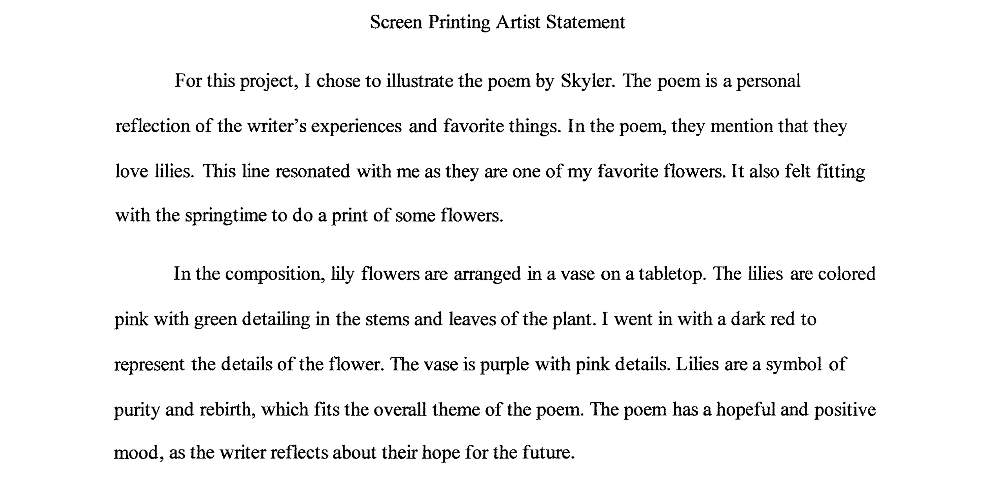 Screen Printing Artist Statement
For this project, I chose to illustrate the poem by Skyler. The poem is a personal
reflection of the writer’s experiences and favorite things. In the poem, they mention that they
love lilies. This line resonated with me as they are one of my favorite flowers. It also felt fitting
with the springtime to do a print of some flowers.
In the composition, lily flowers are arranged in a vase on a tabletop. The lilies are colored
pink with green detailing in the stems and leaves of the plant. I went in with a dark red to
represent the details of the flower. The vase is purple with pink details. Lilies are a symbol of
purity and rebirth, which fits the overall theme of the poem. The poem has a hopeful and positive
mood, as the writer reflects about their hope for the future.